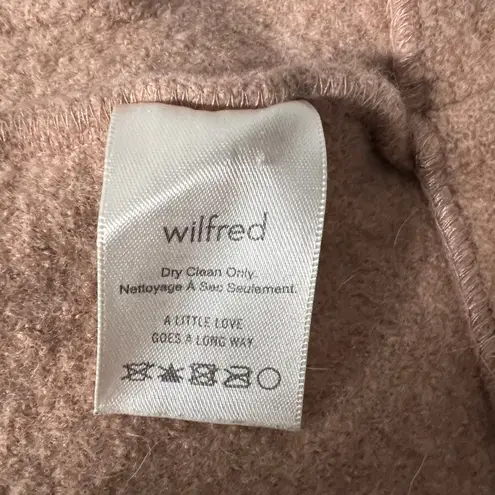 wilfred
Dry Clean Only.
Nettoyage À Sec Seulement.
A LITTLE LOVE
GOES A LONG WAY.